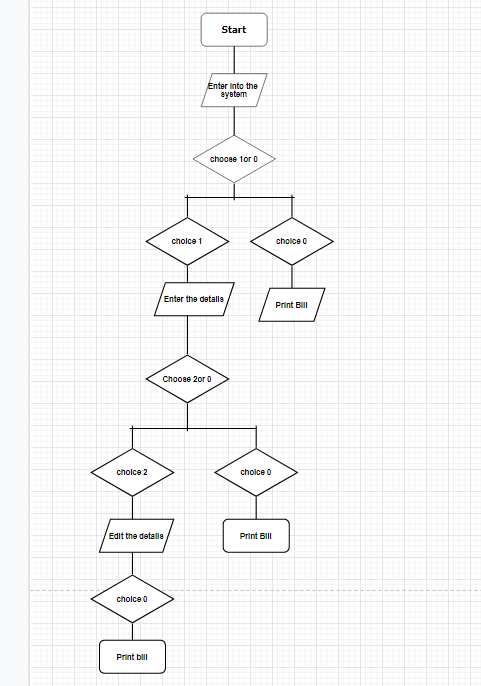 Start
Enter into the
system
choose 1or 0
choice 1
choice 0
Enter the details
Print Bill
Choose 2or 0
choice 2
choice 0
Edit the details
Print Bill
choice 0
Print bill